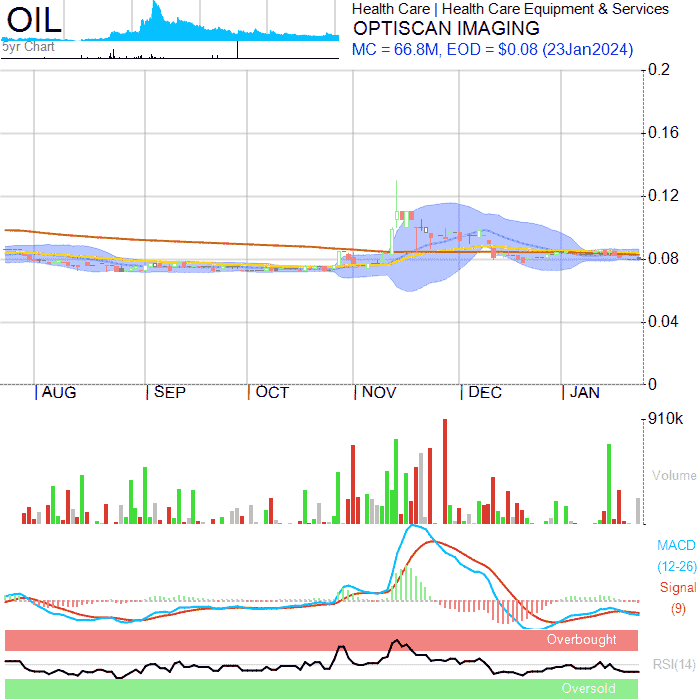 OIL
5yr Chart
Health Care | Health Care Equipment & Services
OPTISCAN IMAGING
MC = 66.8M, EOD = $0.08 (23Jan2024)
0.2
0.16
0.12
0.08
0.04
0
AUG SEP OCT NOV DEC JAN
910k
Volume
MACD
(12-26)
Signal
(9)
Overbought
RSI(14)
Oversold